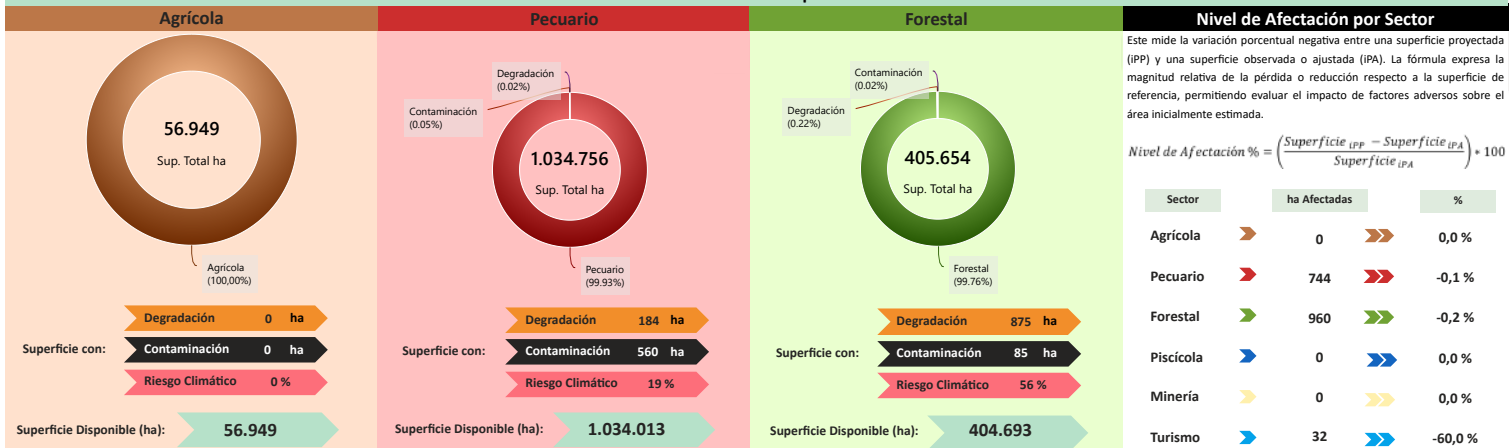 Agrícola
56.949
Sup. Total ha
Agrícola
(100,00%)
Superficie con:
Degradación 0 ha
Contaminación 0 ha
Riesgo Climático 0 %
Superficie Disponible (ha): 56.949
Pecuario
Degradación
(0.02%)
Contaminación
(0.05%)
1.034.756
Sup. Total ha
Pecuario
(99.93%)
Superficie con:
Degradación 184 ha
Contaminación 560 ha
Riesgo Climático 19 %
Superficie Disponible (ha): 1.034.013
Forestal
Contaminación
(0.02%)
Degradación
(0.22%)
405.654
Sup. Total ha
Forestal
(99.76%)
Superficie con:
Degradación 875 ha
Contaminación 85 ha
Riesgo Climático 56 %
Superficie Disponible (ha): 404.693
Nivel de Afectación por Sector
Este mide la variación porcentual negativa entre una superficie proyectada
(iPP) y una superficie observada o ajustada (iPA). La fórmula expresa la
magnitud relativa de la pérdida o reducción respecto a la superficie de
referencia, permitiendo evaluar el impacto de factores adversos sobre el
área inicialmente estimada.
Nivel de Afectación % = (Superficie iPP − Superficie iPA / Superficie iPA) * 100
Sector ha Afectadas %
Agrícola 0 0,0 %
Pecuario 744 -0,1 %
Forestal 960 -0,2 %
Piscícola 0 0,0 %
Minería 0 0,0 %
Turismo 32 -60,0 %